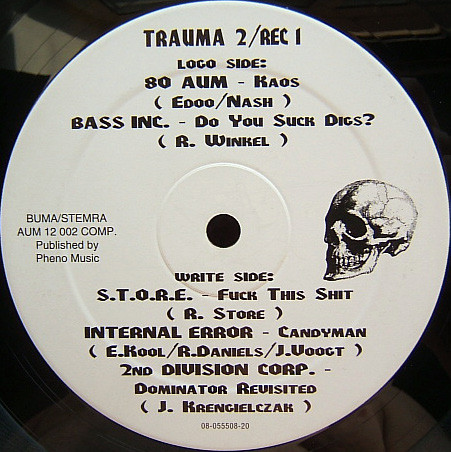 TRAUMA 2/REC 1
LOGO SIDE:
80 AUM - KAOS
( EDOO/NASH )
BASS INC. - DO YOU SUCK DIGS?
( R. WINKEL )
BUMA/STEMRA
AUM 12 002 COMP.
Published by
Pheno Music
WRITE SIDE:
S.T.O.R.E. - FUCK THIS SHIT
( R. STORE )
INTERNAL ERROR - CANDYMAN
( E.KOOL/R.DANIELS/J.VOOGT )
2ND DIVISION CORP. -
DOMINATOR REVISITED
( J. KRENGIELCZAK )
08-055508-20